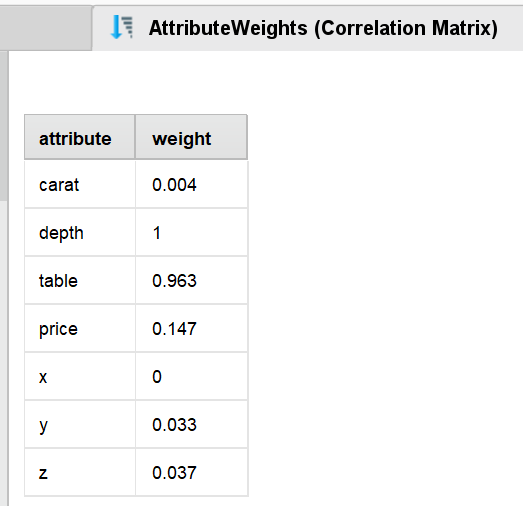 AttributeWeights (Correlation Matrix)
attribute weight
carat 0.004
depth 1
table 0.963
price 0.147
x 0
y 0.033
z 0.037